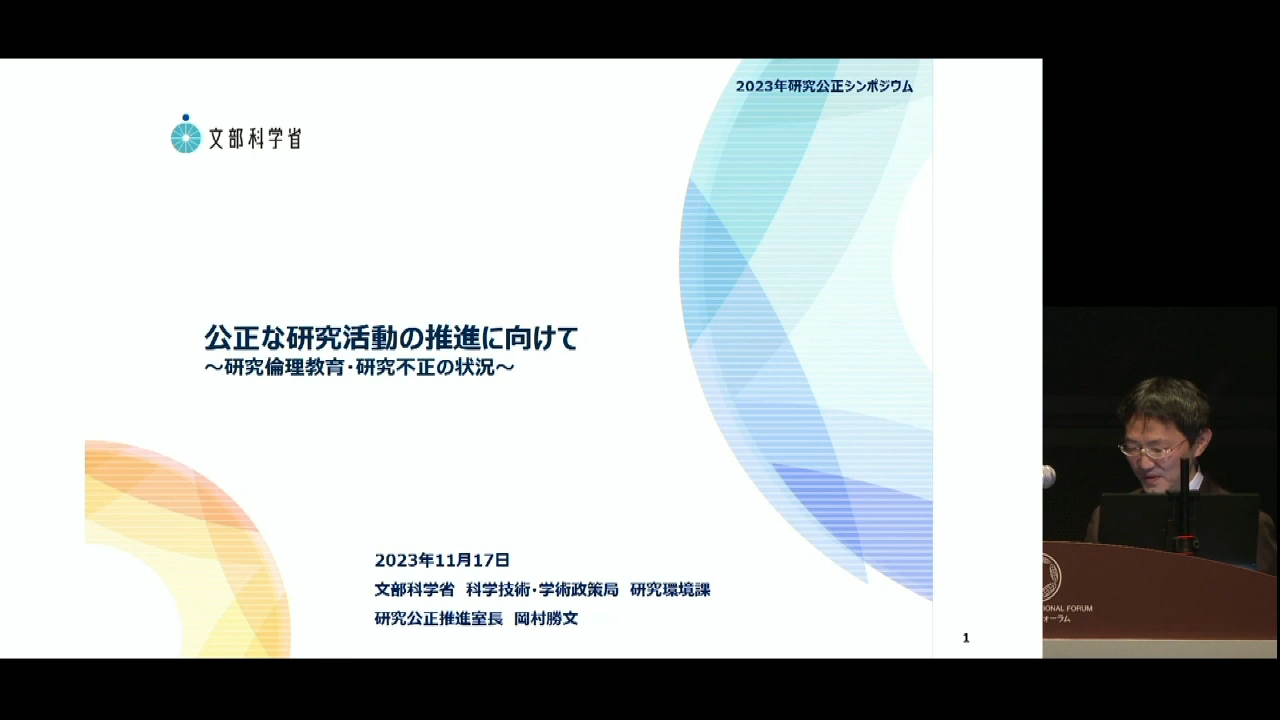 2023年研究公正シンポジウム
文部科学省
公正な研究活動の推進に向けて
～研究倫理教育・研究不正の状況～
2023年11月17日
文部科学省 科学技術・学術政策局 研究環境課
研究公正推進室長 岡村勝文
1
IONAL FORUM
ォーラム